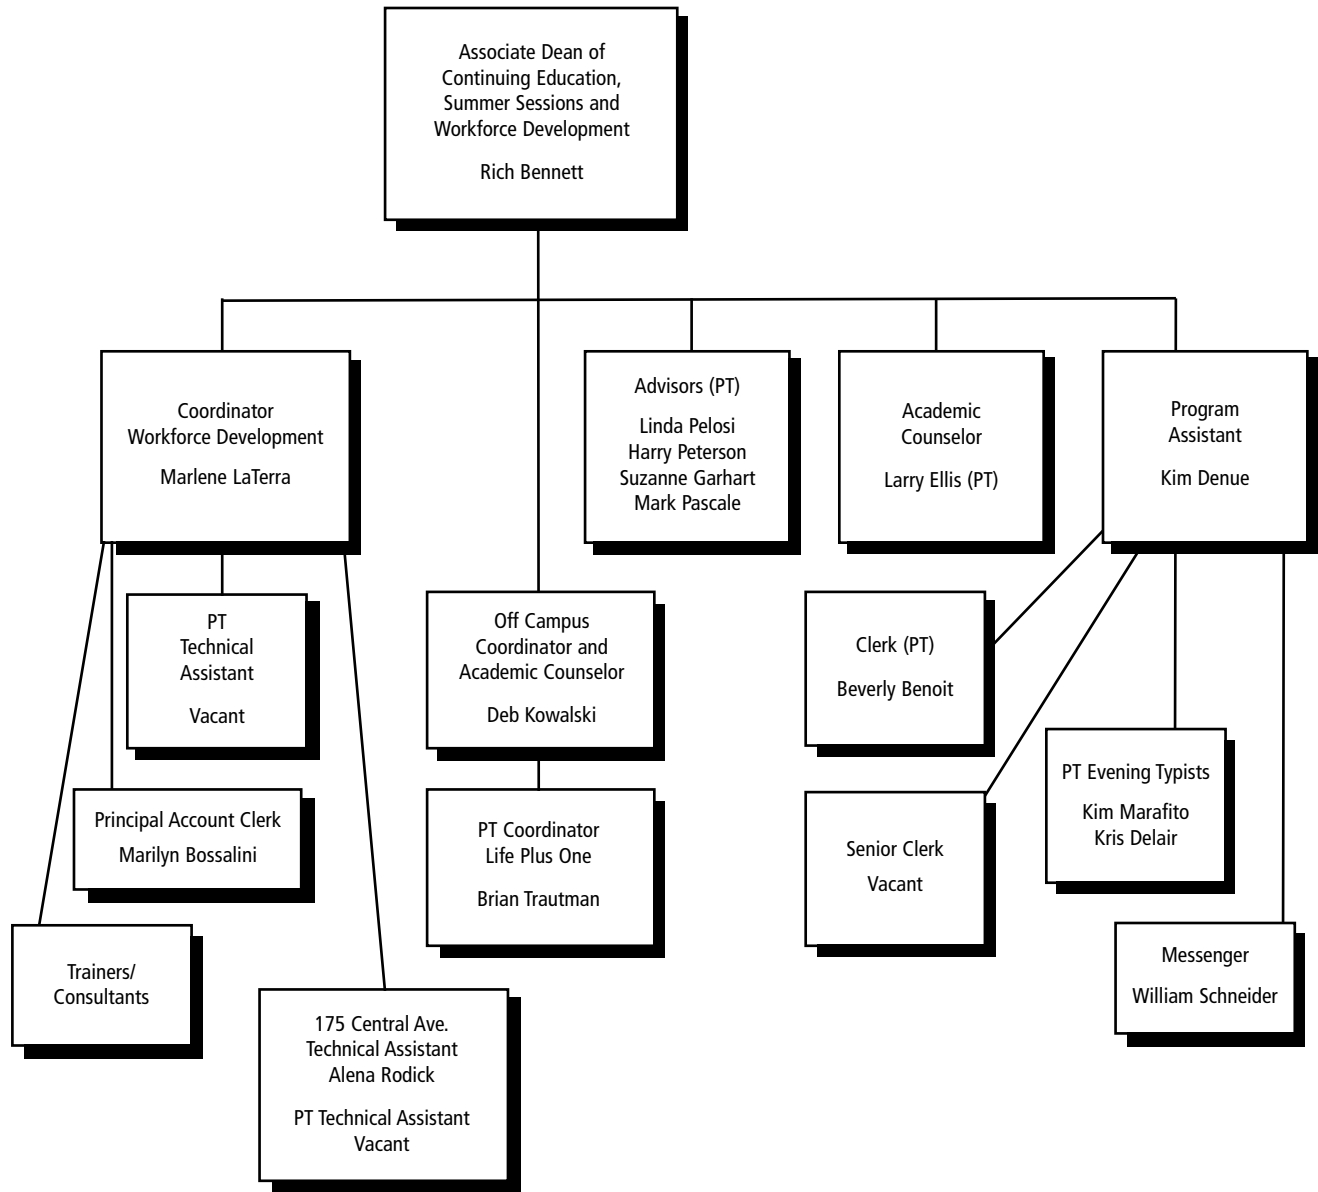 Associate Dean of
Continuing Education,
Summer Sessions and
Workforce Development
Rich Bennett
Coordinator
Workforce Development
Marlene LaTerra
Advisors (PT)
Linda Pelosi
Harry Peterson
Suzanne Garhart
Mark Pascale
Academic
Counselor
Larry Ellis (PT)
Program
Assistant
Kim Denue
PT
Technical
Assistant
Vacant
Off Campus
Coordinator and
Academic Counselor
Deb Kowalski
Clerk (PT)
Beverly Benoit
PT Evening Typists
Kim Marafito
Kris Delair
Principal Account Clerk
Marilyn Bossalini
PT Coordinator
Life Plus One
Brian Trautman
Senior Clerk
Vacant
Trainers/
Consultants
Messenger
William Schneider
175 Central Ave.
Technical Assistant
Alena Rodick
PT Technical Assistant
Vacant